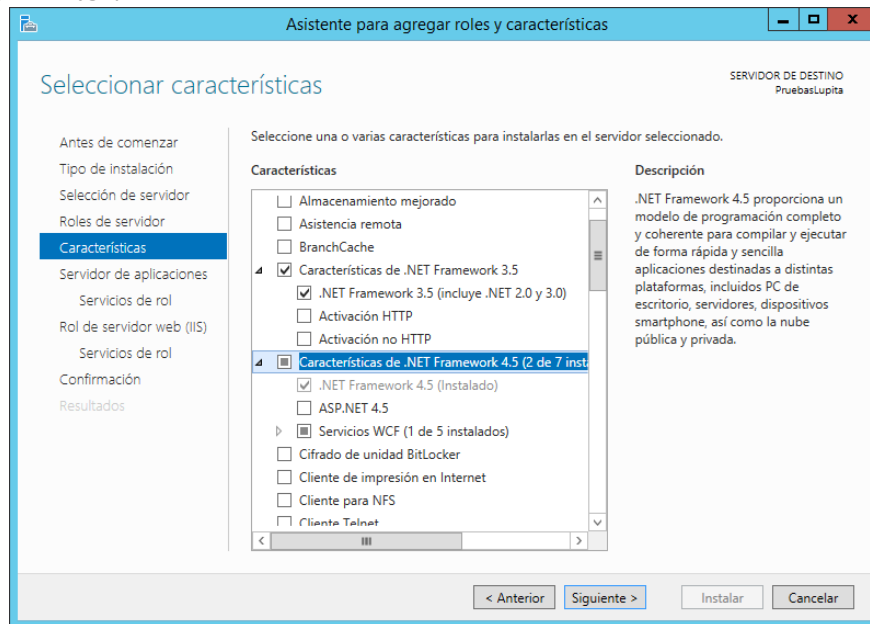 Asistente para agregar roles y características
Seleccionar características
SERVIDOR DE DESTINO
PruebasLupita
Antes de comenzar
Tipo de instalación
Selección de servidor
Roles de servidor
Características
Servidor de aplicaciones
Servicios de rol
Rol de servidor web (IIS)
Servicios de rol
Confirmación
Resultados
Seleccione una o varias características para instalarlas en el servidor seleccionado.
Características
Almacenamiento mejorado
Asistencia remota
BranchCache
Características de .NET Framework 3.5
.NET Framework 3.5 (incluye .NET 2.0 y 3.0)
Activación HTTP
Activación no HTTP
Características de .NET Framework 4.5 (2 de 7 insta
.NET Framework 4.5 (Instalado)
ASP.NET 4.5
Servicios WCF (1 de 5 instalados)
Cifrado de unidad BitLocker
Cliente de impresión en Internet
Cliente para NFS
Cliente Telnet
Descripción
.NET Framework 4.5 proporciona un
modelo de programación completo
y coherente para compilar y ejecutar
de forma rápida y sencilla
aplicaciones destinadas a distintas
plataformas, incluidos PC de
escritorio, servidores, dispositivos
smartphone, así como la nube
pública y privada.
< Anterior
Siguiente >
Instalar
Cancelar